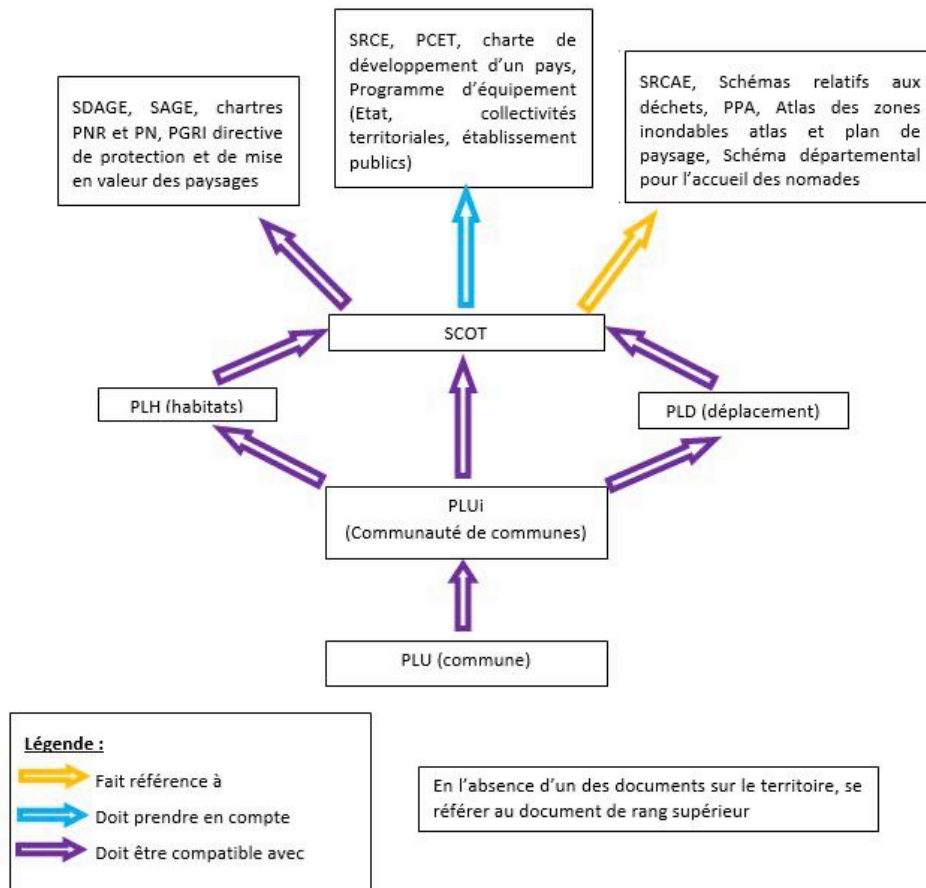 SRCE, PCET, charte de
développement d'un pays,
Programme d'équipement
(Etat, collectivités
territoriales, établissement
publics)
SDAGE, SAGE, chartres
PNR et PN, PGRI directive
de protection et de mise
en valeur des paysages
SRCAE, Schémas relatifs aux
déchets, PPA, Atlas des zones
inondables atlas et plan de
paysage, Schéma départemental
pour l'accueil des nomades
SCOT
PLH (habitats)
PLD (déplacement)
PLUi
(Communauté de communes)
PLU (commune)
Légende :
Fait référence à
Doit prendre en compte
Doit être compatible avec
En l'absence d'un des documents sur le territoire, se
référer au document de rang supérieur